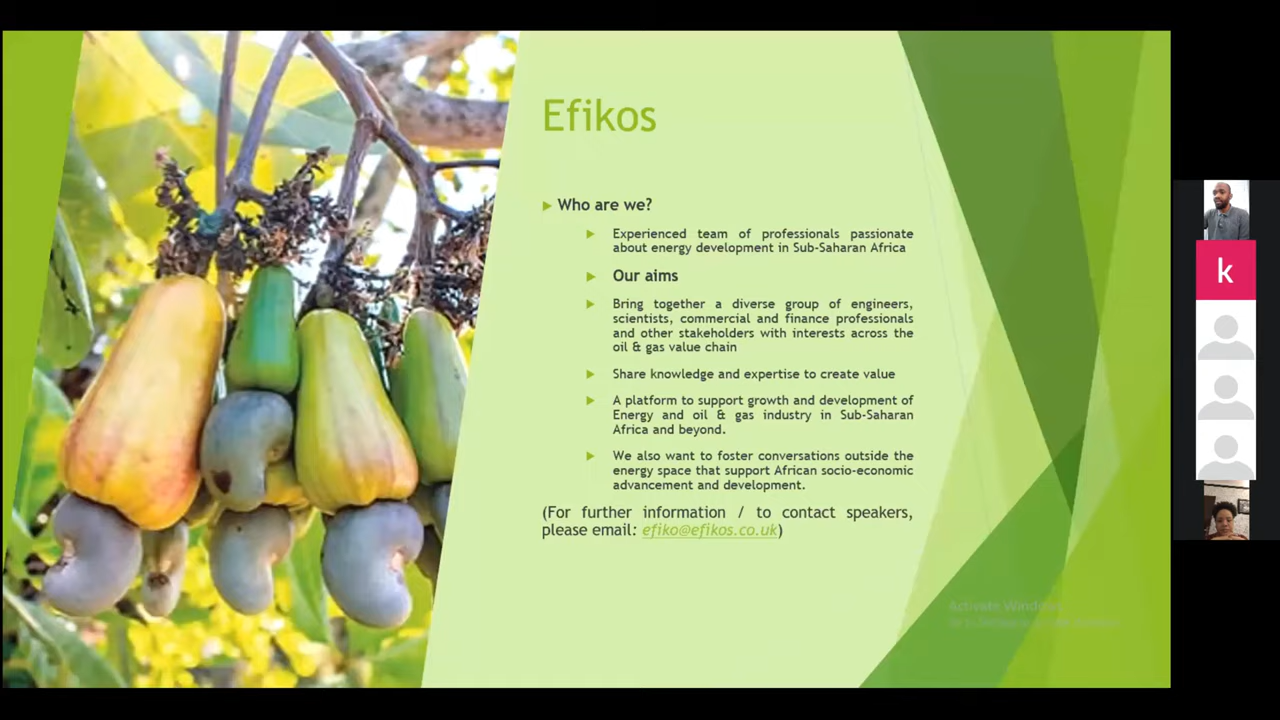 Efikos
Who are we?
Experienced team of professionals passionate
about energy development in Sub-Saharan Africa
Our aims
Bring together a diverse group of engineers,
scientists, commercial and finance professionals
and other stakeholders with interests across the
oil & gas value chain
Share knowledge and expertise to create value
A platform to support growth and development of
Energy and oil & gas industry in Sub-Saharan
Africa and beyond.
We also want to foster conversations outside the
energy space that support African socio-economic
advancement and development.
(For further information / to contact speakers,
please email: efiko@efikos.co.uk)
Activate Windows
k